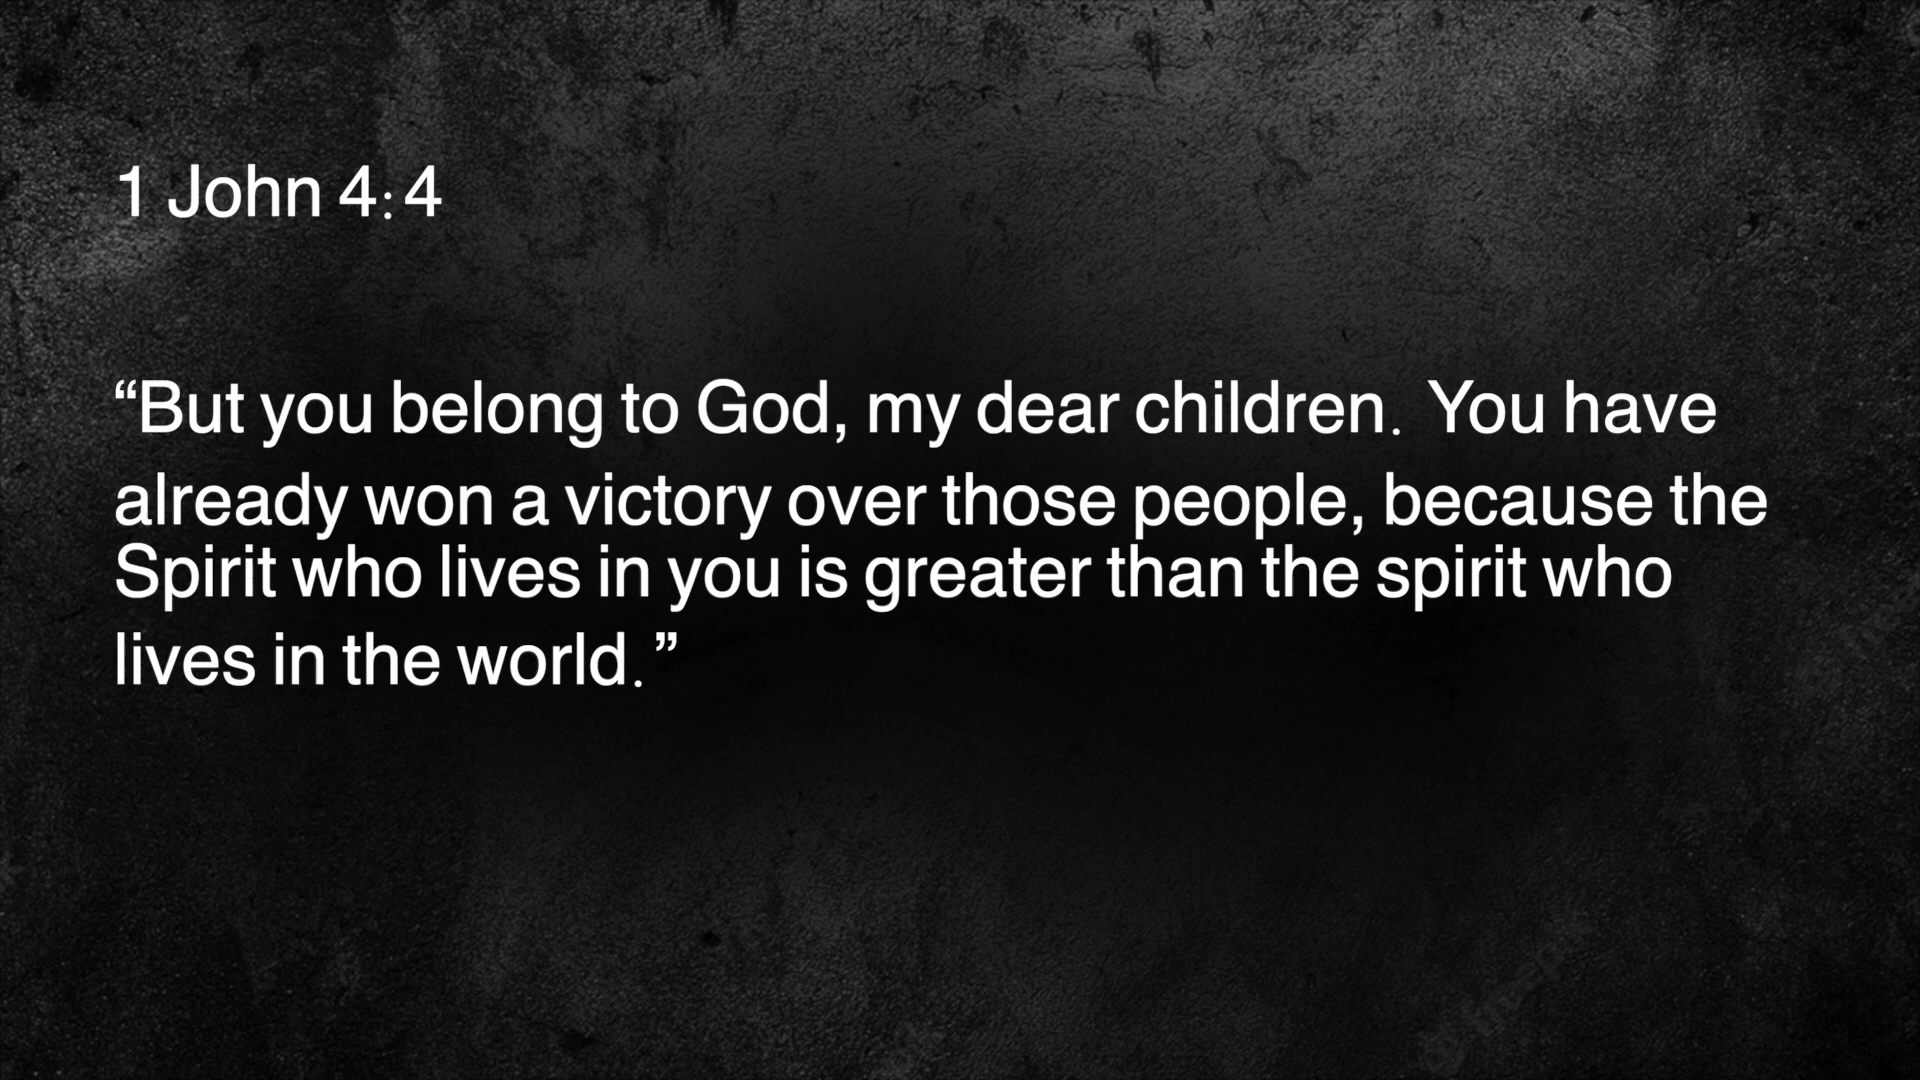 1 John 4:4
“But you belong to God, my dear children. You have
already won a victory over those people, because the
Spirit who lives in you is greater than the spirit who
lives in the world.”